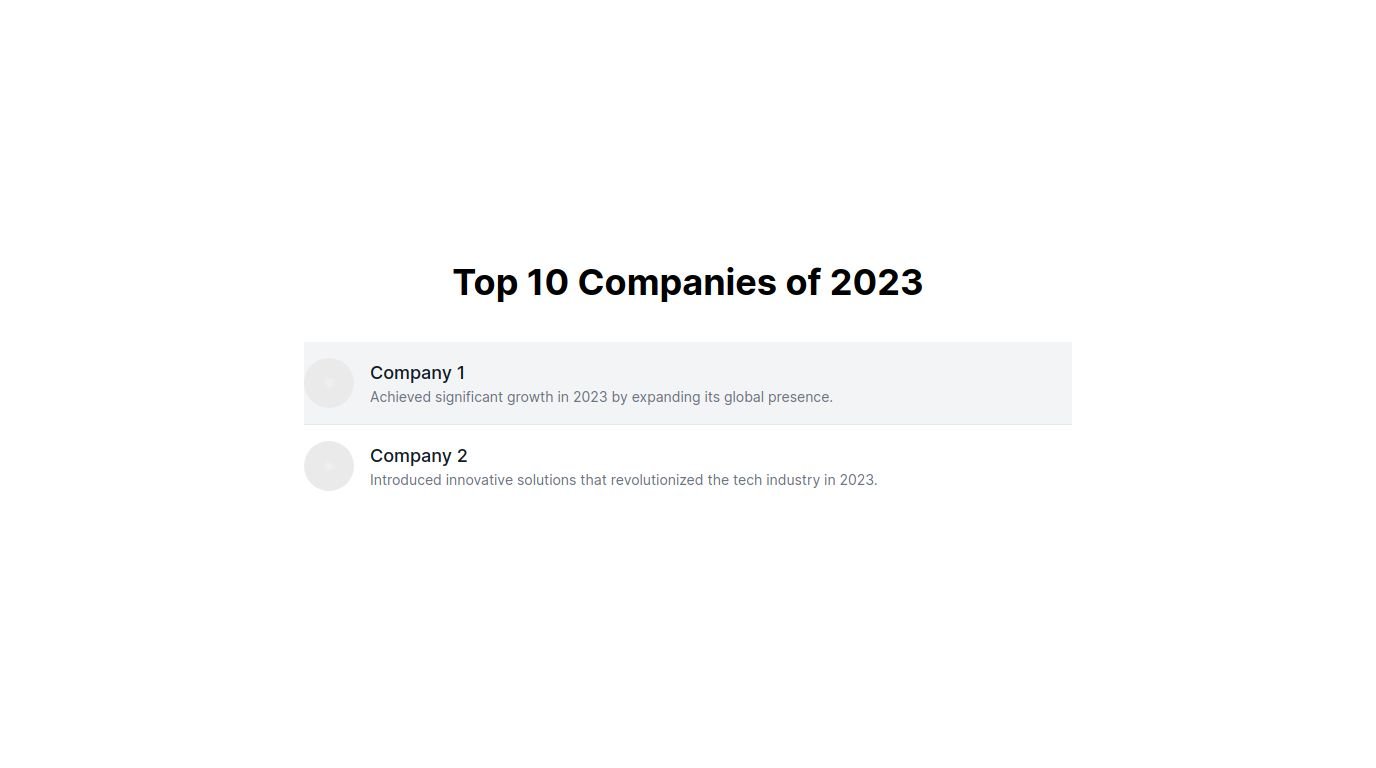 Top 10 Companies of 2023
Company 1
Achieved significant growth in 2023 by expanding its global presence.
Company 2
Introduced innovative solutions that revolutionized the tech industry in 2023.